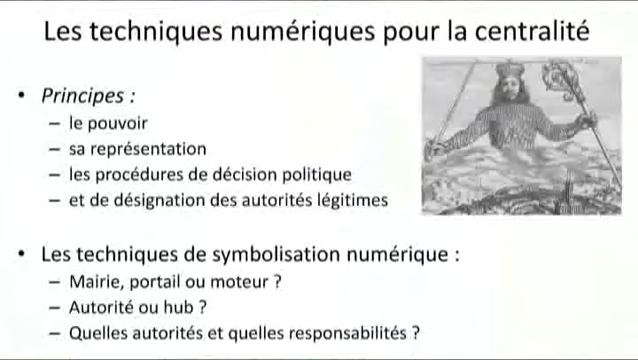 Les techniques numériques pour la centralité
• Principes :
– le pouvoir
– sa représentation
– les procédures de décision politique
– et de désignation des autorités légitimes
• Les techniques de symbolisation numérique :
– Mairie, portail ou moteur ?
– Autorité ou hub ?
– Quelles autorités et quelles responsabilités ?